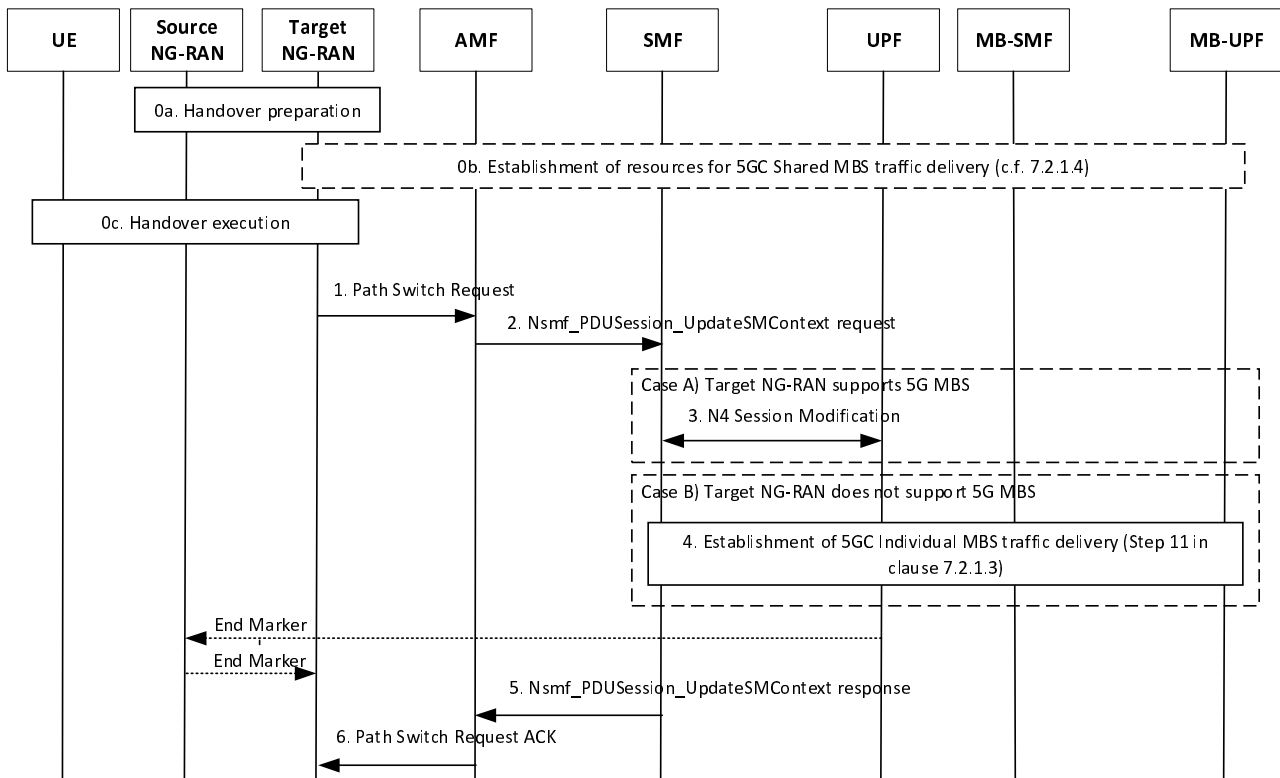 UE
Source
NG-RAN
Target
NG-RAN
AMF
SMF
UPF
MB-SMF
MB-UPF
0a. Handover preparation
0b. Establishment of resources for 5GC Shared MBS traffic delivery (c.f. 7.2.1.4)
0c. Handover execution
1. Path Switch Request
2. Nsmf_PDUSession_UpdateSMContext request
Case A) Target NG-RAN supports 5G MBS
3. N4 Session Modification
Case B) Target NG-RAN does not support 5G MBS
4. Establishment of 5GC Individual MBS traffic delivery (Step 11 in
clause 7.2.1.3)
End Marker
End Marker
5. Nsmf_PDUSession_UpdateSMContext response
6. Path Switch Request ACK